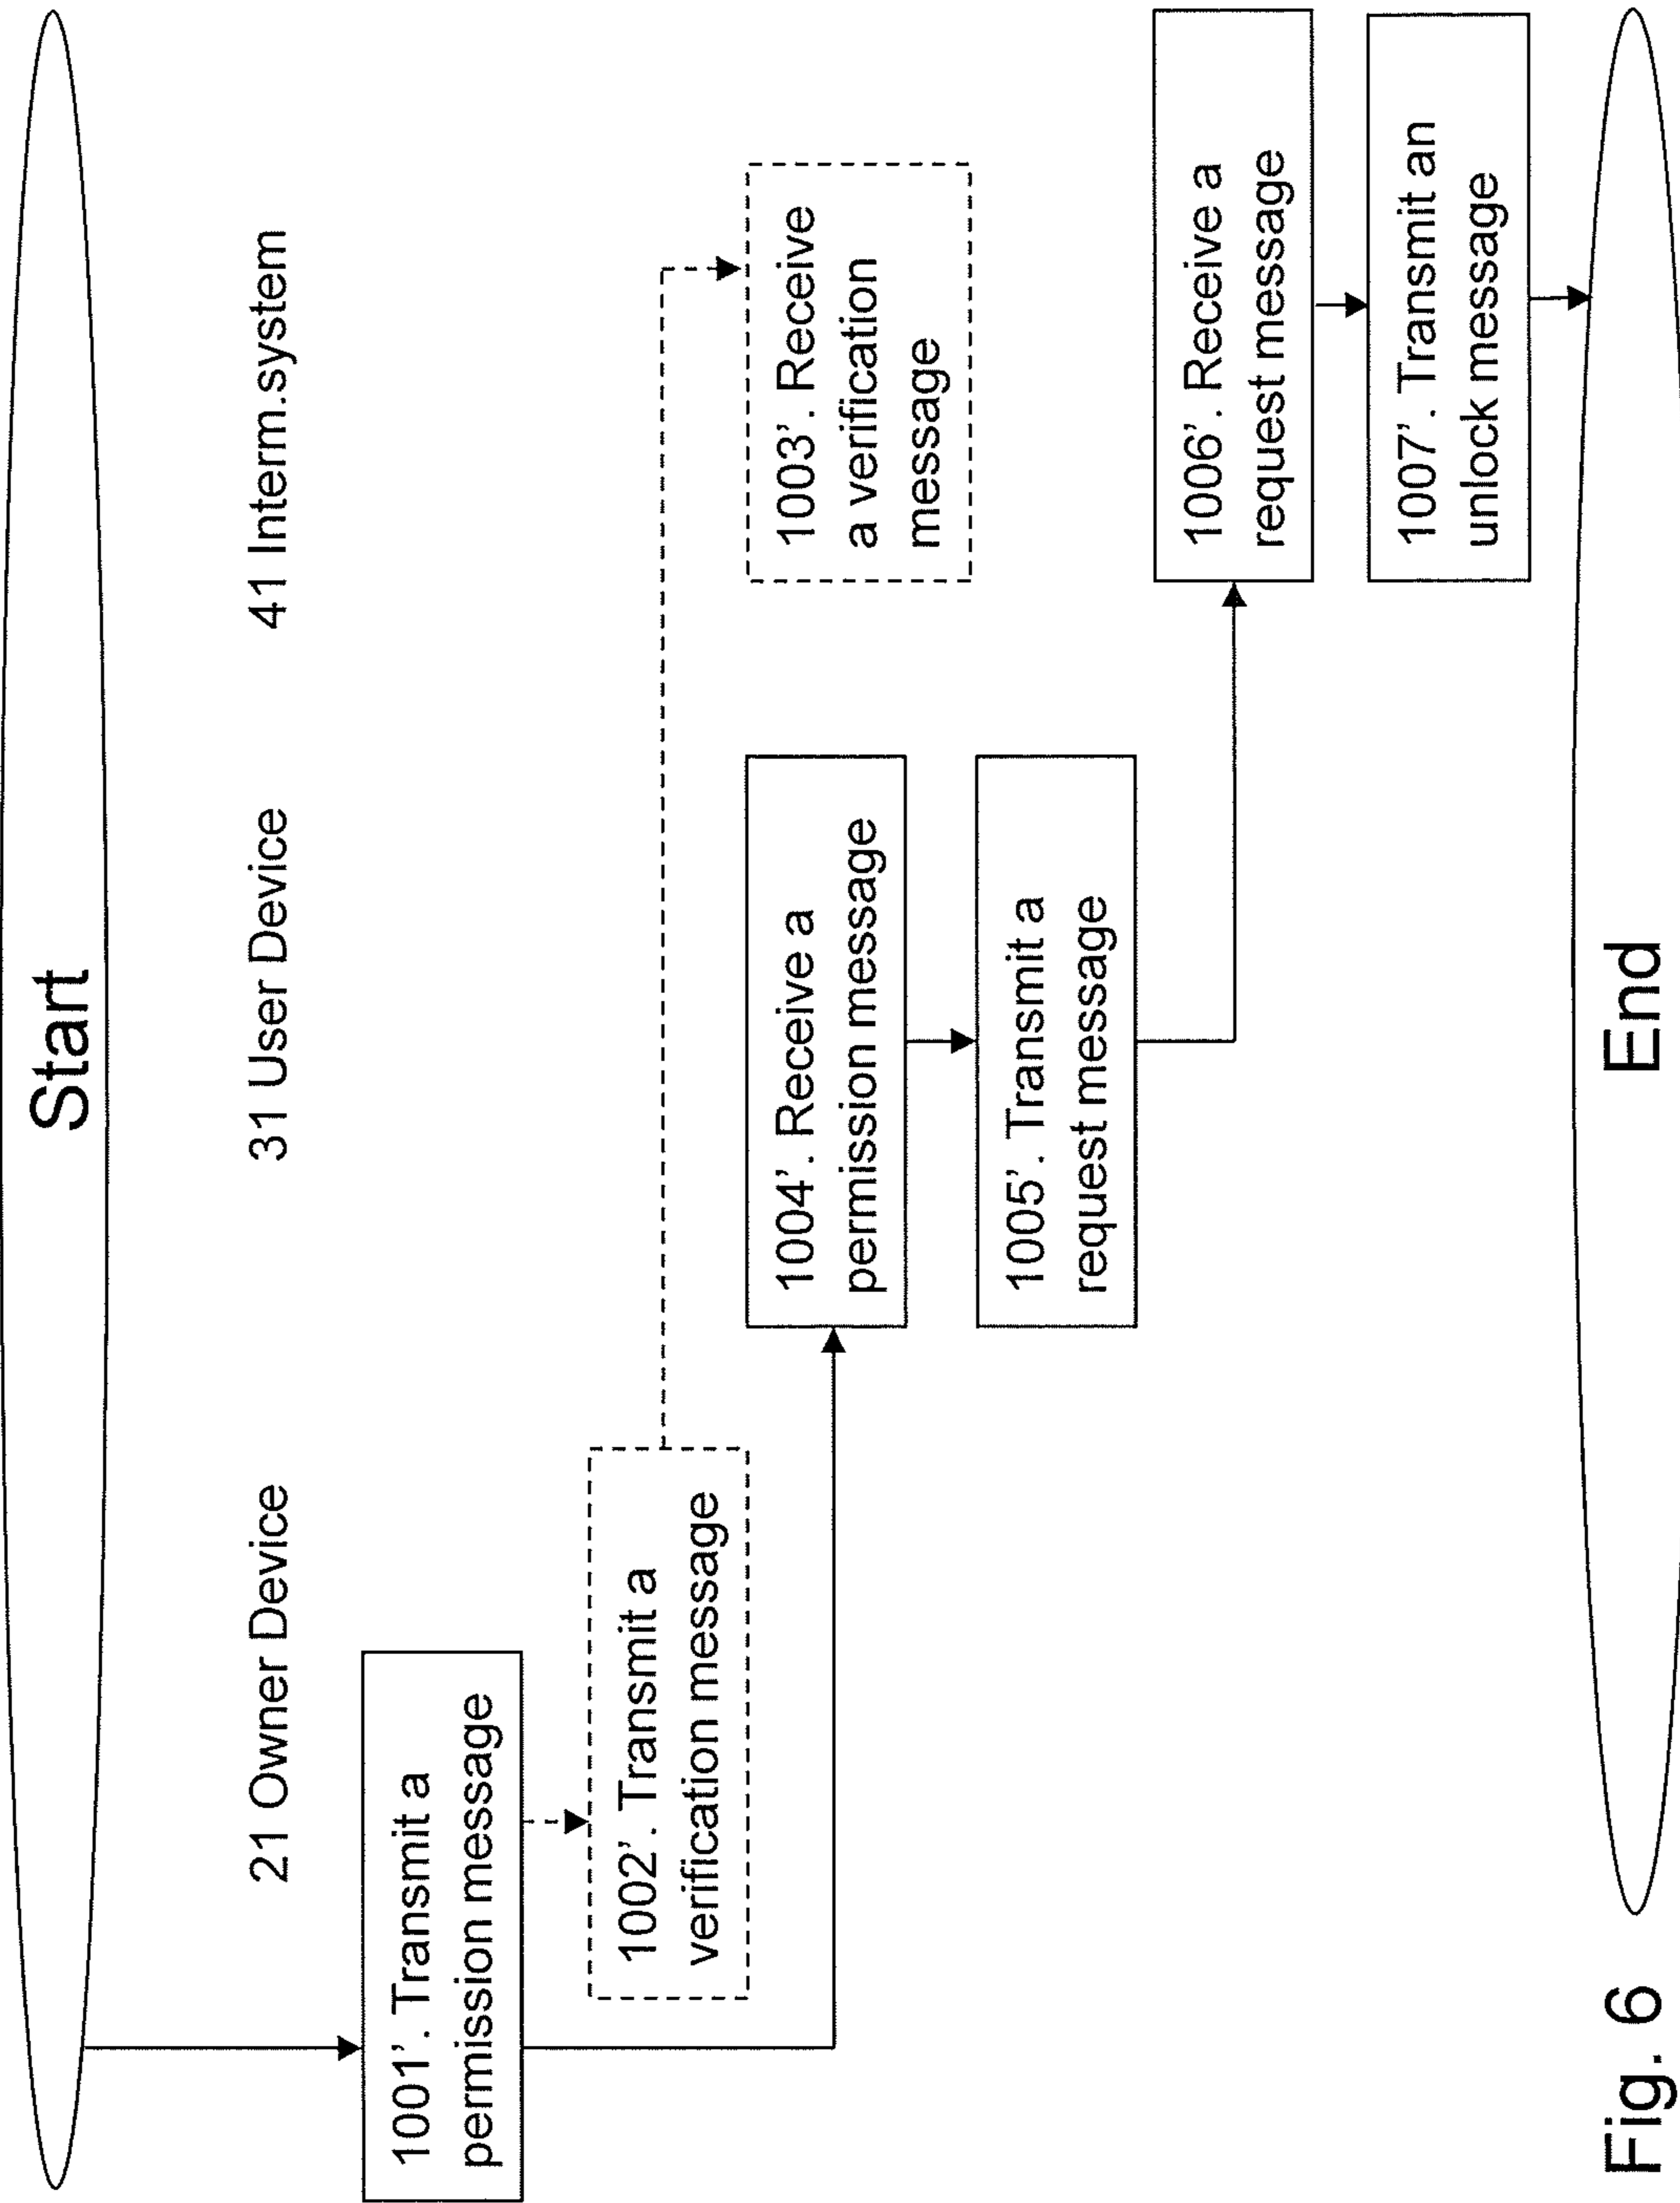 Start
21 Owner Device
31 User Device
41 Interm.system
1001'. Transmit a
permission message
1002'. Transmit a
verification message
1003'. Receive
a verification
message
1004'. Receive a
permission message
1005'. Transmit a
request message
1006'. Receive a
request message
1007'. Transmit an
unlock message
End
Fig. 6